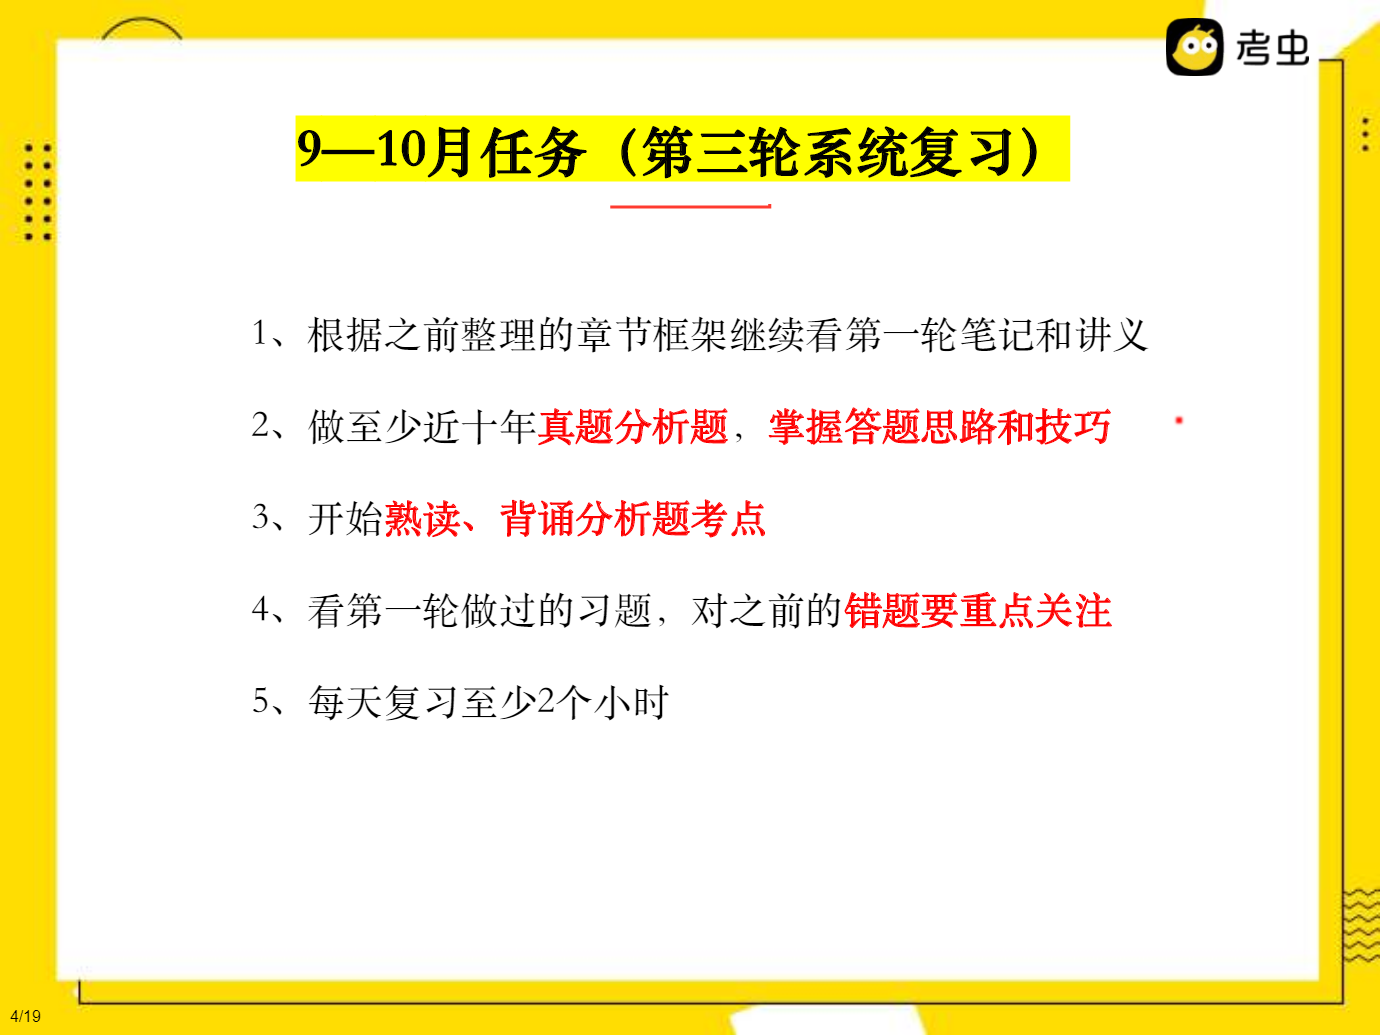 考虫
9—10月任务（第三轮系统复习）
1、根据之前整理的章节框架继续看第一轮笔记和讲义
2、做至少近十年真题分析题，掌握答题思路和技巧
3、开始熟读、背诵分析题考点
4、看第一轮做过的习题，对之前的错题要重点关注
5、每天复习至少2个小时
4/19